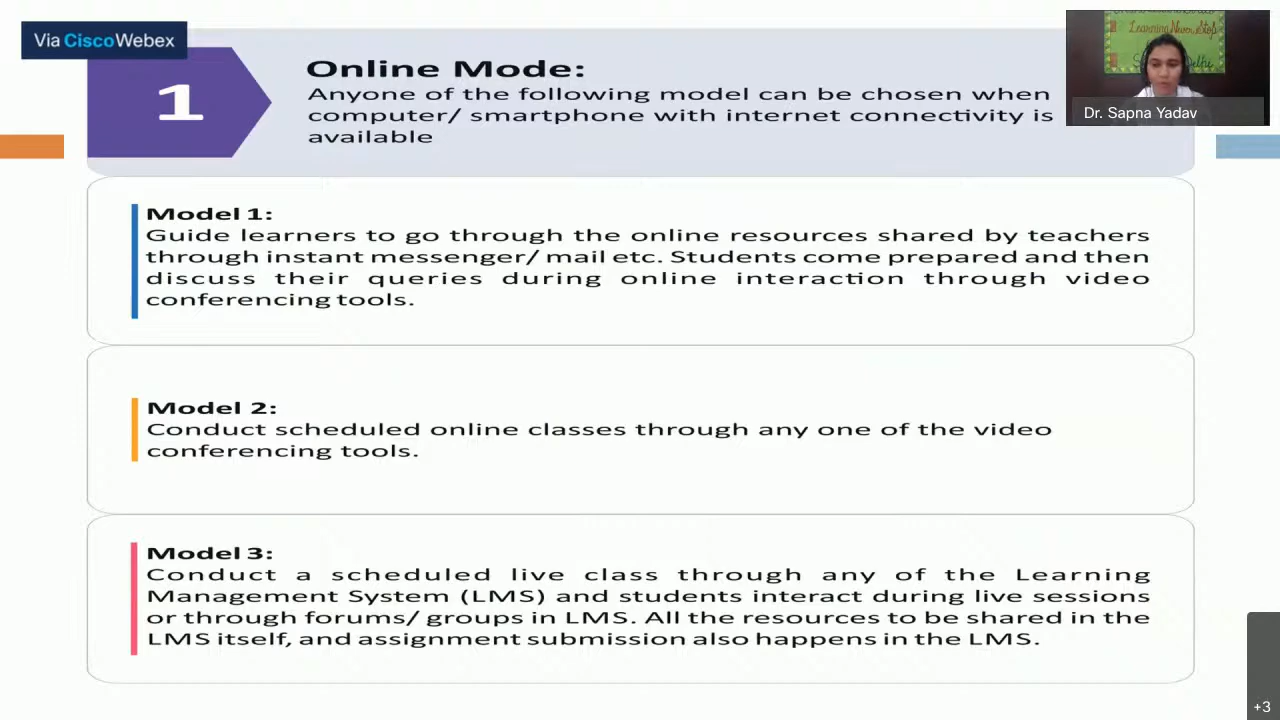 Via Cisco Webex
1
Online Mode:
Anyone of the following model can be chosen when
computer/ smartphone with internet connectivity is
available
Learning Never Stop
Dr. Sapna Yadav
Model 1:
Guide learners to go through the online resources shared by teachers
through instant messenger/ mail etc. Students come prepared and then
discuss their queries during online interaction through video
conferencing tools.
Model 2:
Conduct scheduled online classes through any one of the video
conferencing tools.
Model 3:
Conduct a scheduled live class through any of the Learning
Management System (LMS) and students interact during live sessions
or through forums/ groups in LMS. All the resources to be shared in the
LMS itself, and assignment submission also happens in the LMS.
+3